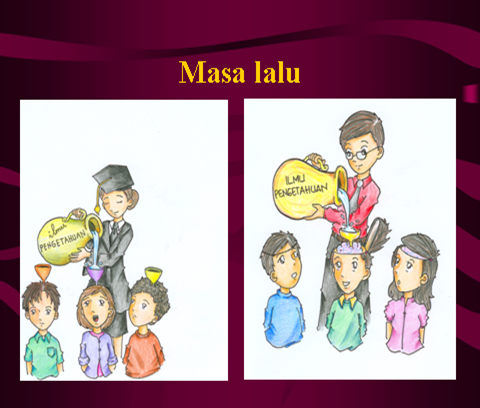 Masa lalu
ilmu
PENGETAHUAN
ILMU
PENGETAHUAN